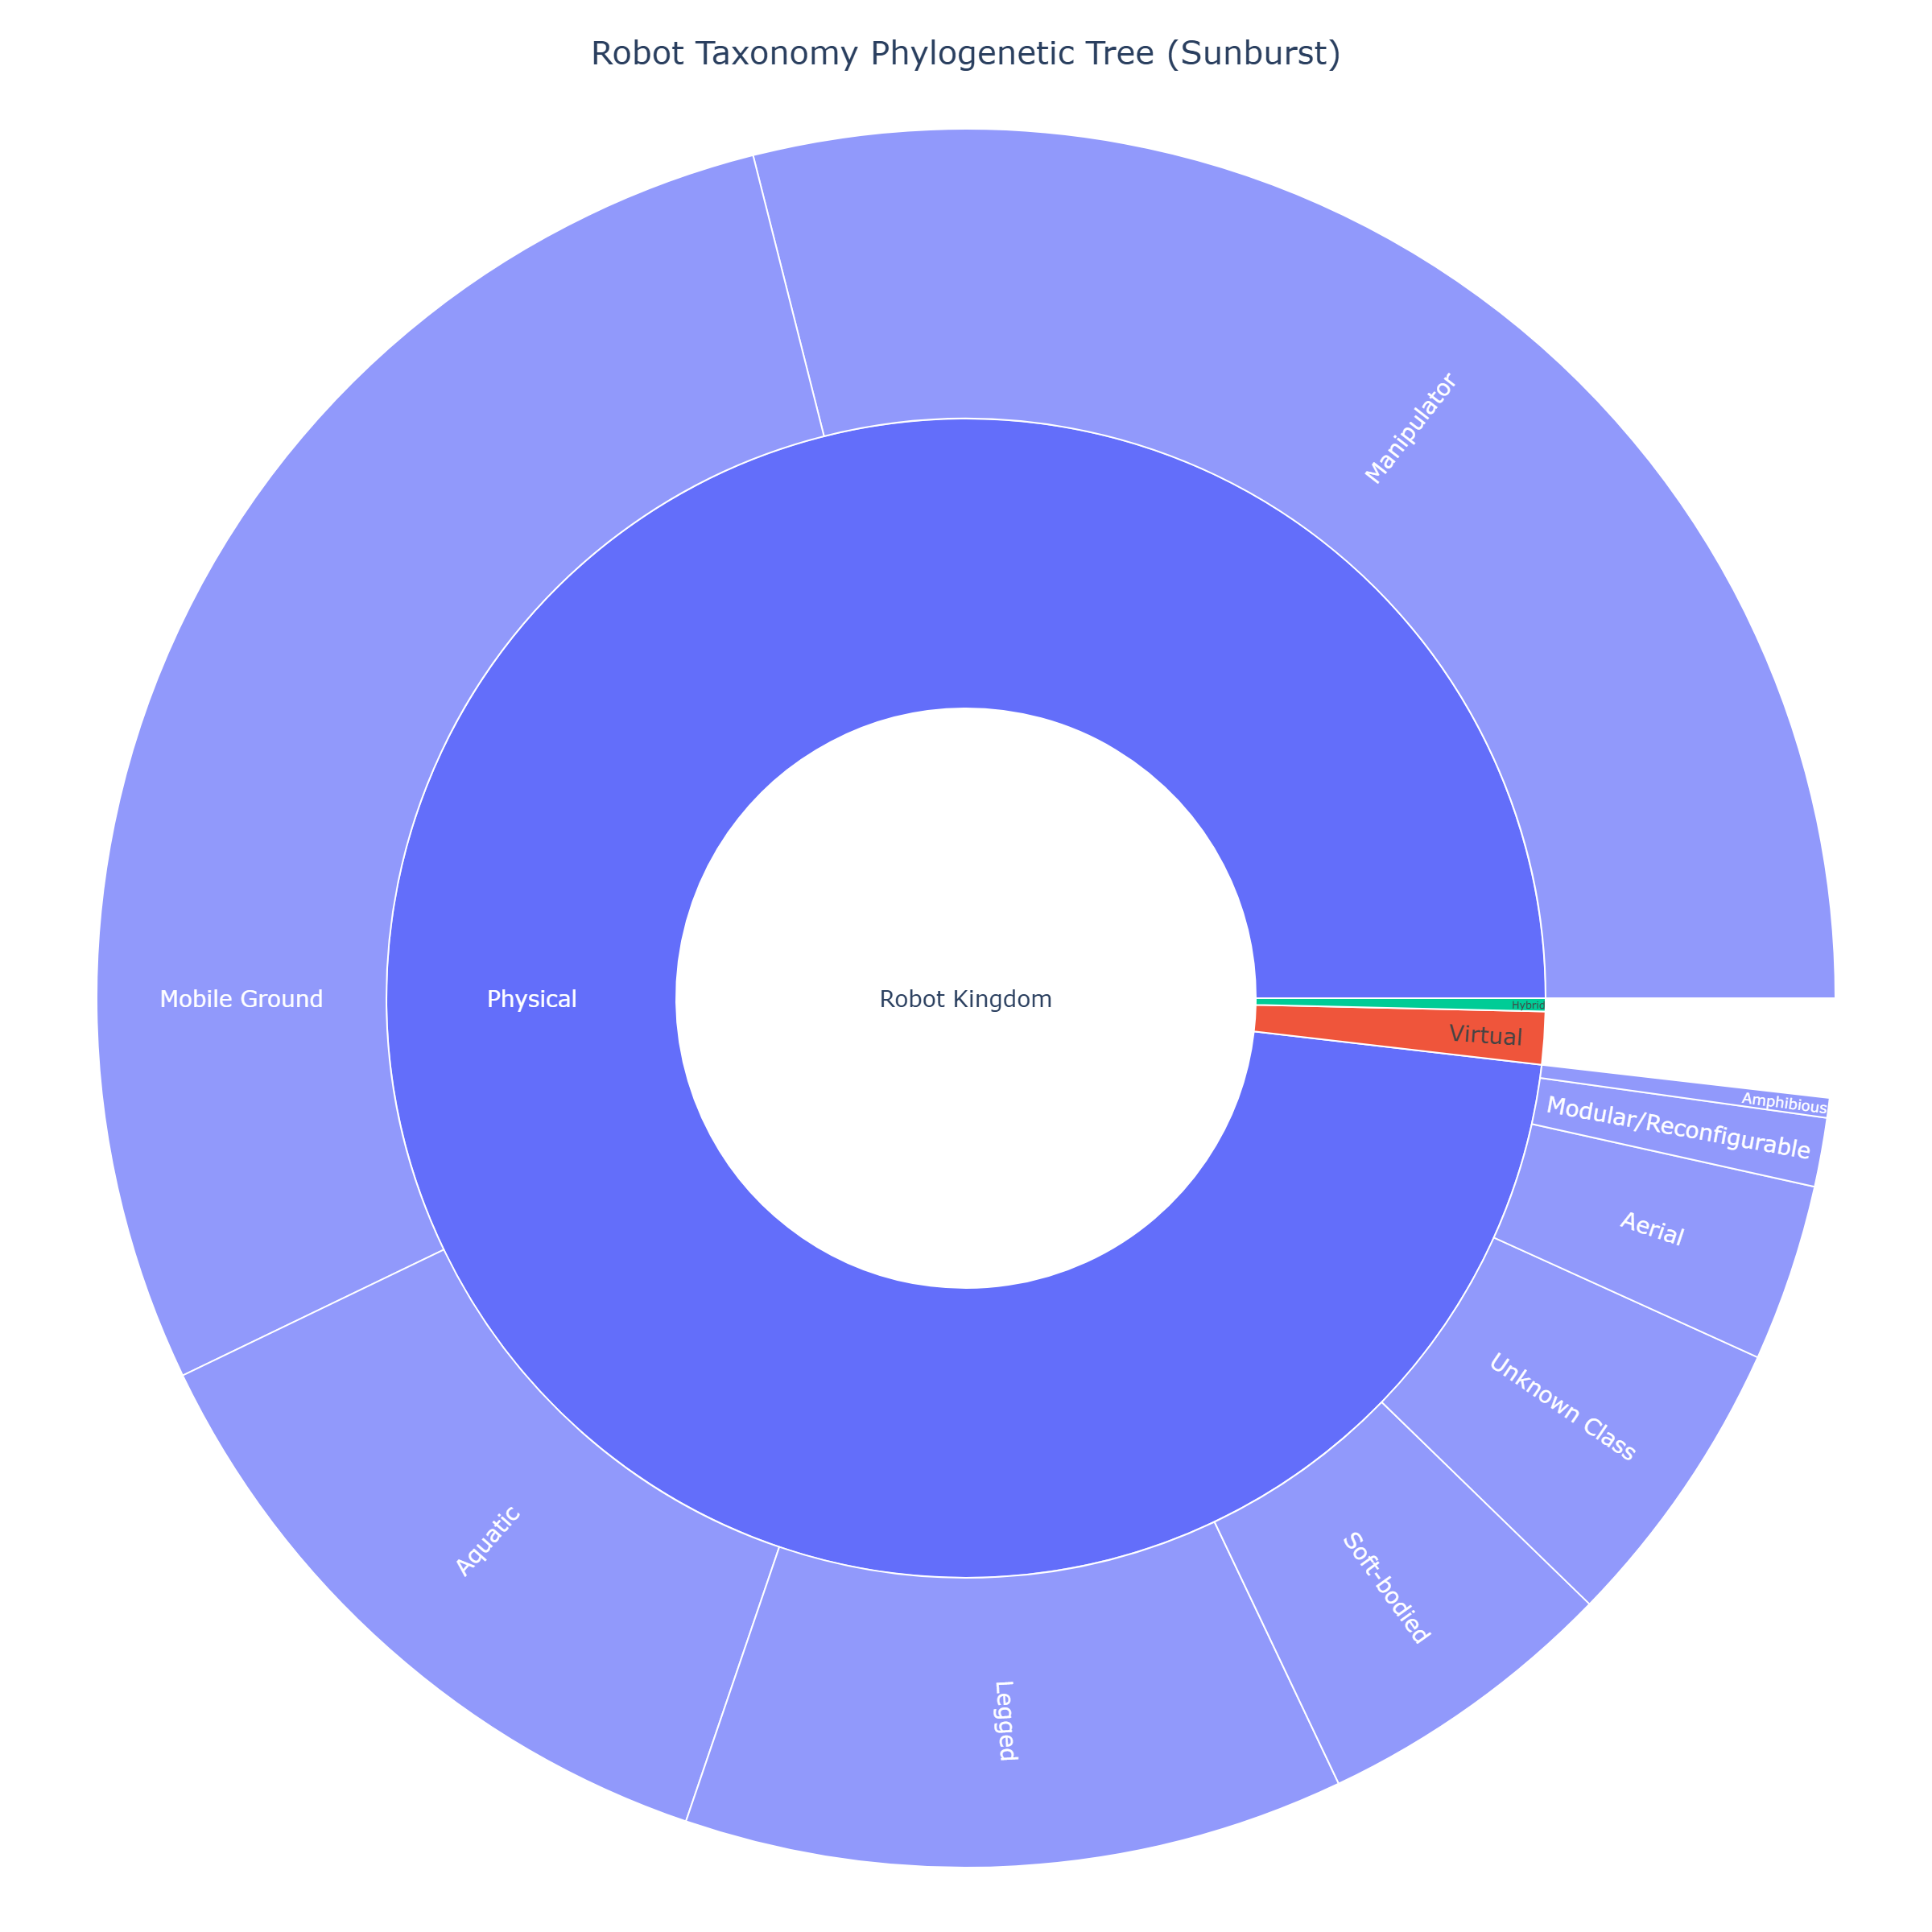 Robot Taxonomy Phylogenetic Tree (Sunburst)
Manipulator
Mobile Ground
Physical
Robot Kingdom
Hybrid
Virtual
Amphibious
Modular/Reconfigurable
Aerial
Unknown Class
Soft-bodied
Aquatic
Legged